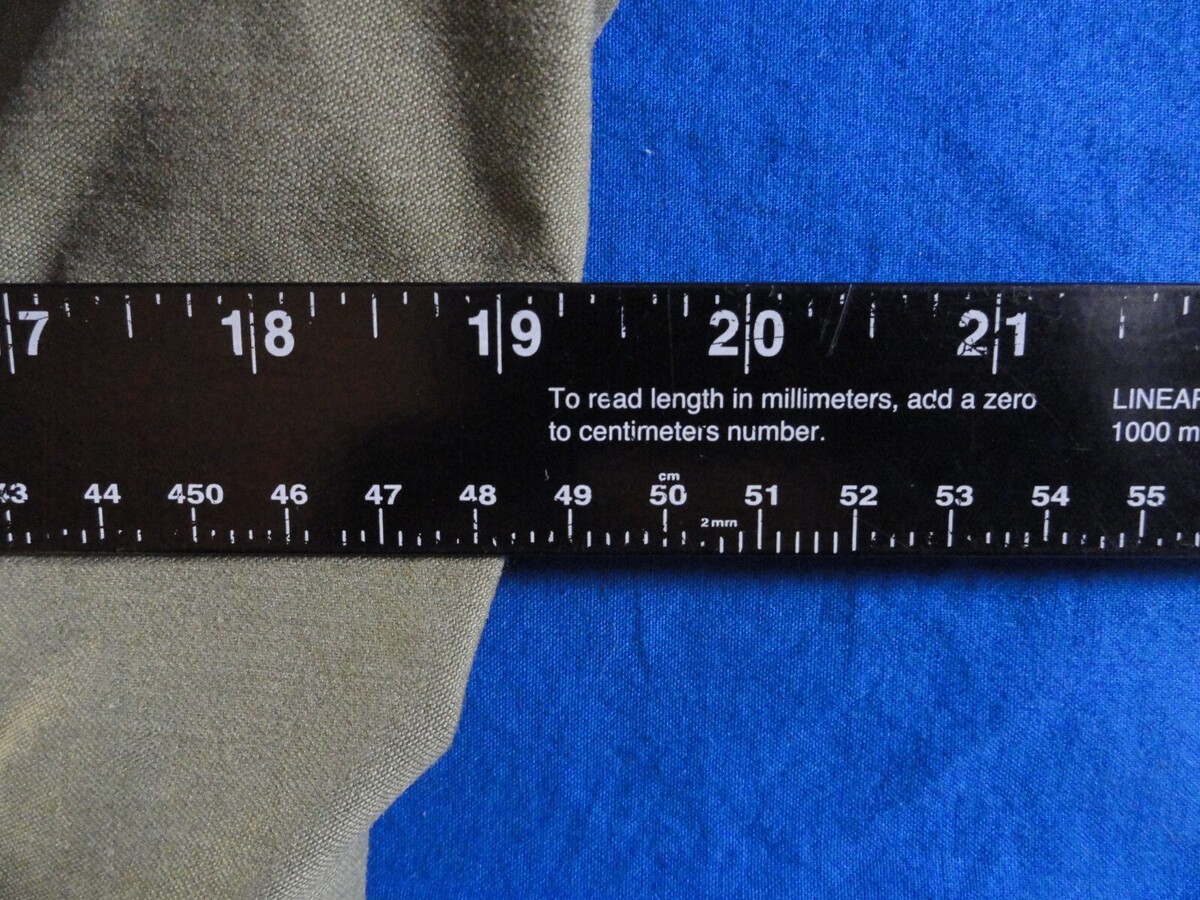 7 18 19 20 21
To read length in millimeters, add a zero
to centimeters number.
LINEAR
1000 m
cm
43 44 450 46 47 48 49 50 51 52 53 54 55
2mm